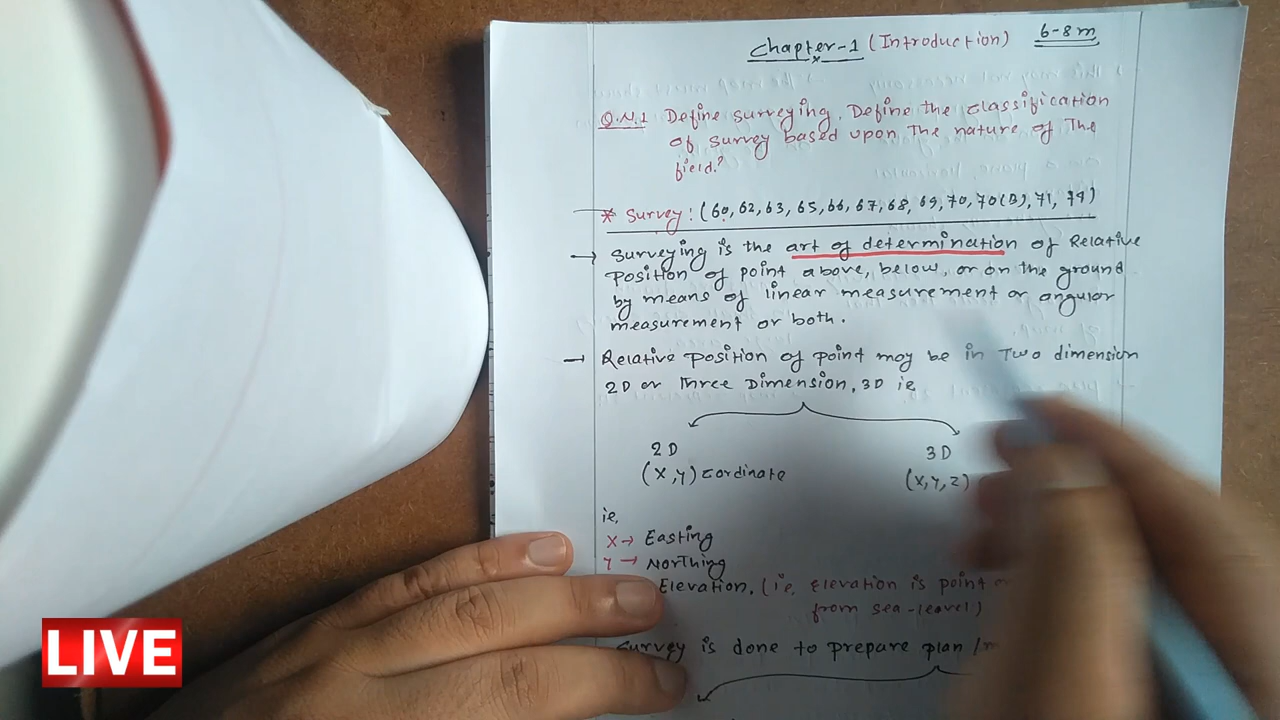 Chapter-1 (Introduction) 6-8m
Q.N.1 Define surveying. Define the classification
of survey based upon the nature of The
field?
* Survey: (60, 62, 63, 65, 66, 67, 68, 69, 70, 70(B), 71, 74)
→ Surveying is the art of determination of Relative
Position of point above, below, or on the ground
by means of linear measurement or angular
measurement or both.
→ Relative position of point may be in Two dimension
2D or Three Dimension, 3D ie
2D 3D
(X,Y) cordinate (X,Y,Z)
ie,
X → Easting
Y → Northing
Elevation. (ie, Elevation is point
from sea-leavel)
Survey is done to prepare plan /
LIVE